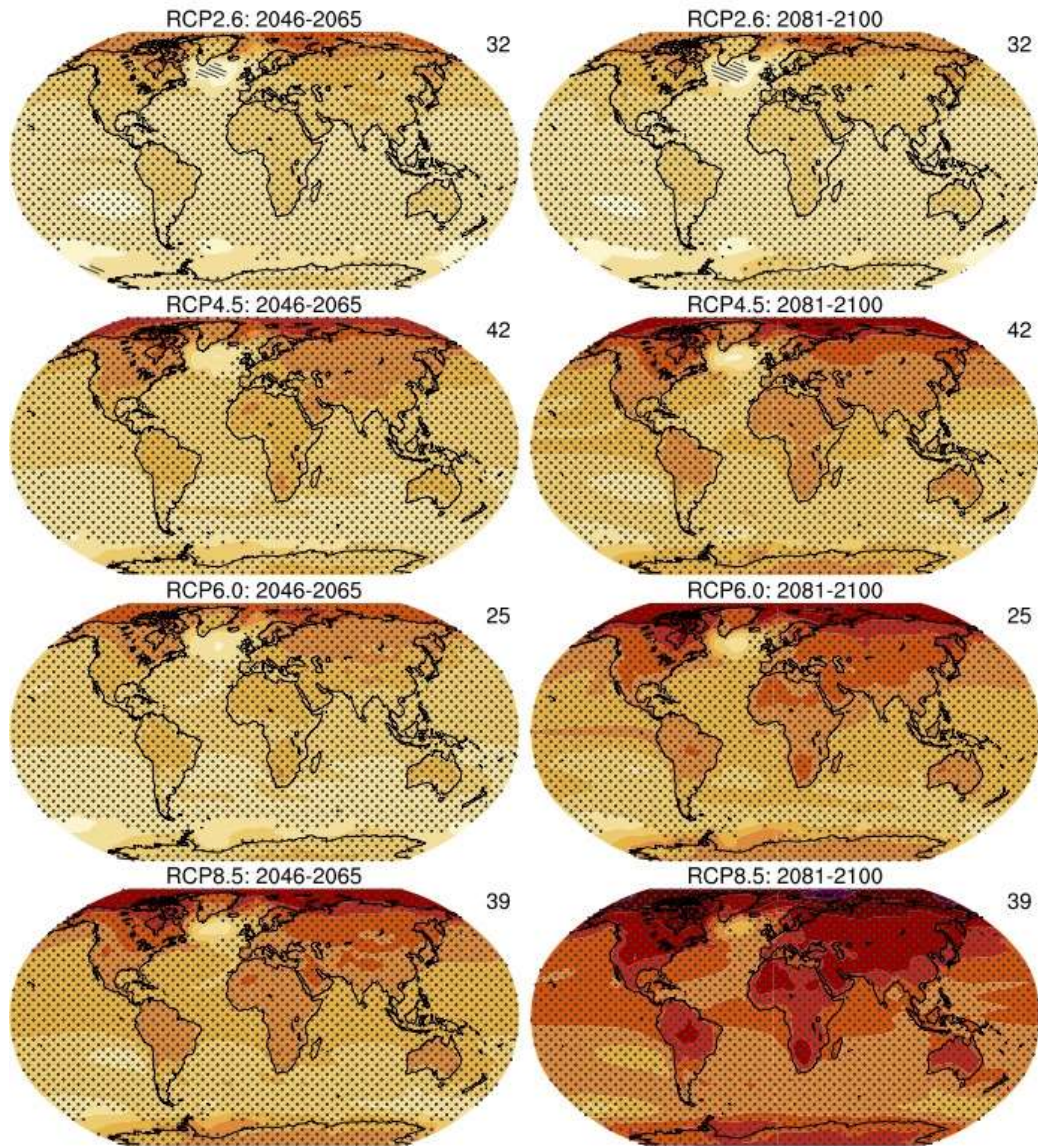 RCP2.6: 2046-2065
32
RCP2.6: 2081-2100
32
RCP4.5: 2046-2065
42
RCP4.5: 2081-2100
42
RCP6.0: 2046-2065
25
RCP6.0: 2081-2100
25
RCP8.5: 2046-2065
39
RCP8.5: 2081-2100
39